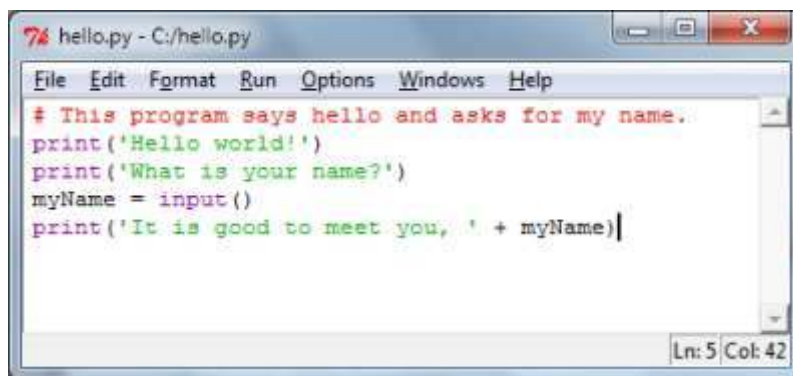 hello.py - C:/hello.py
File Edit Format Run Options Windows Help
# This program says hello and asks for my name.
print('Hello world!')
print('What is your name?')
myName = input()
print('It is good to meet you, ' + myName)
Ln: 5 Col: 42